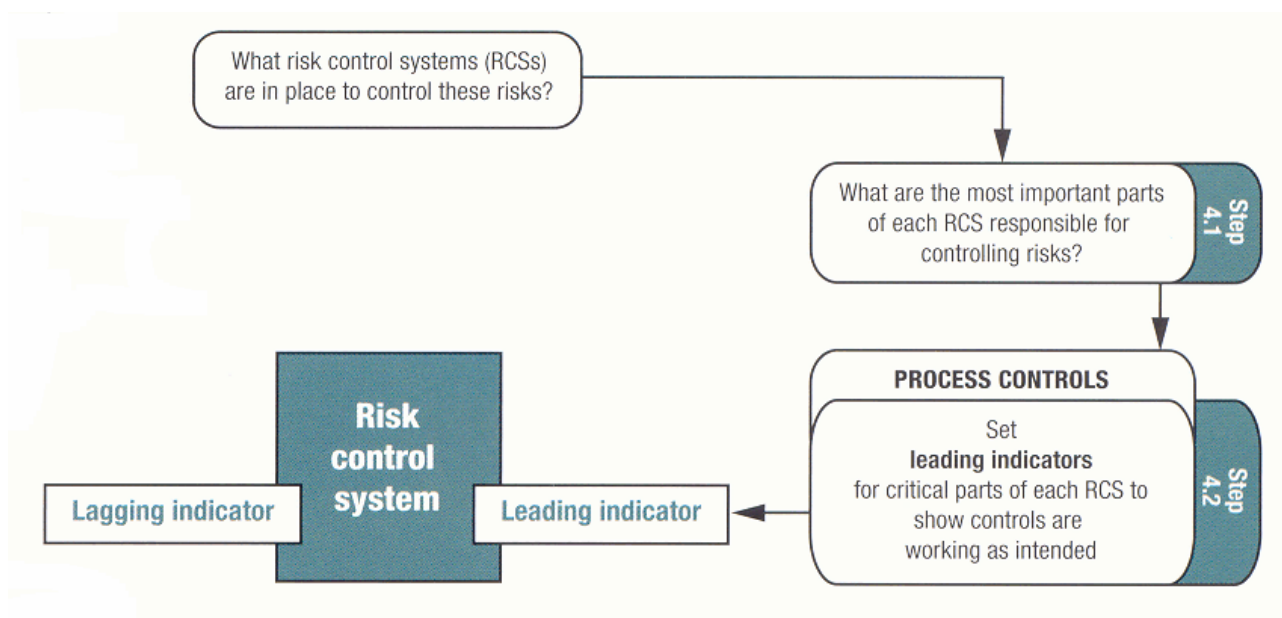 What risk control systems (RCSs)
are in place to control these risks?
What are the most important parts
of each RCS responsible for
controlling risks?
Step
4.1
PROCESS CONTROLS
Set
leading indicators
for critical parts of each RCS to
show controls are
working as intended
Step
4.2
Risk
control
system
Lagging indicator
Leading indicator